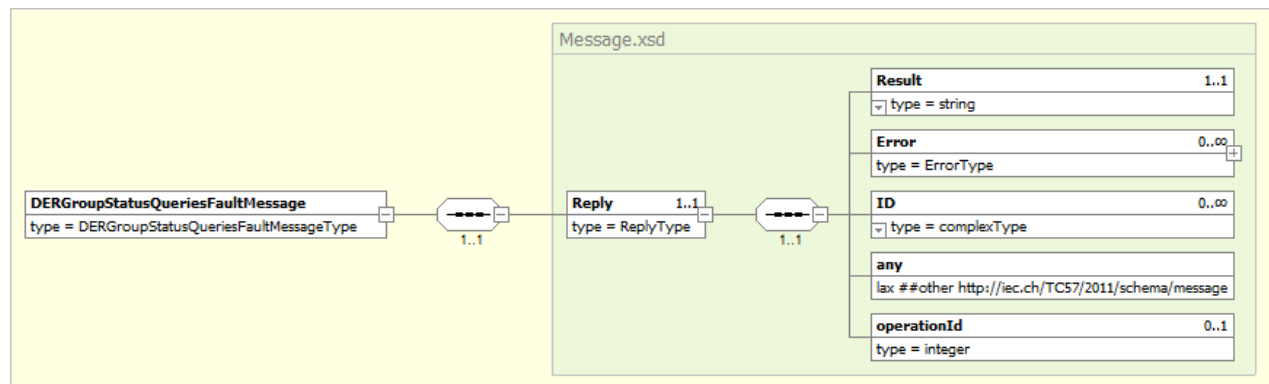 Message.xsd
Result 1..1
type = string
Error 0..∞
type = ErrorType
DERGroupStatusQueriesFaultMessage
type = DERGroupStatusQueriesFaultMessageType
1..1
Reply 1..1
type = ReplyType
1..1
ID 0..∞
type = complexType
any
lax ##other http://iec.ch/TC57/2011/schema/message
operationId 0..1
type = integer